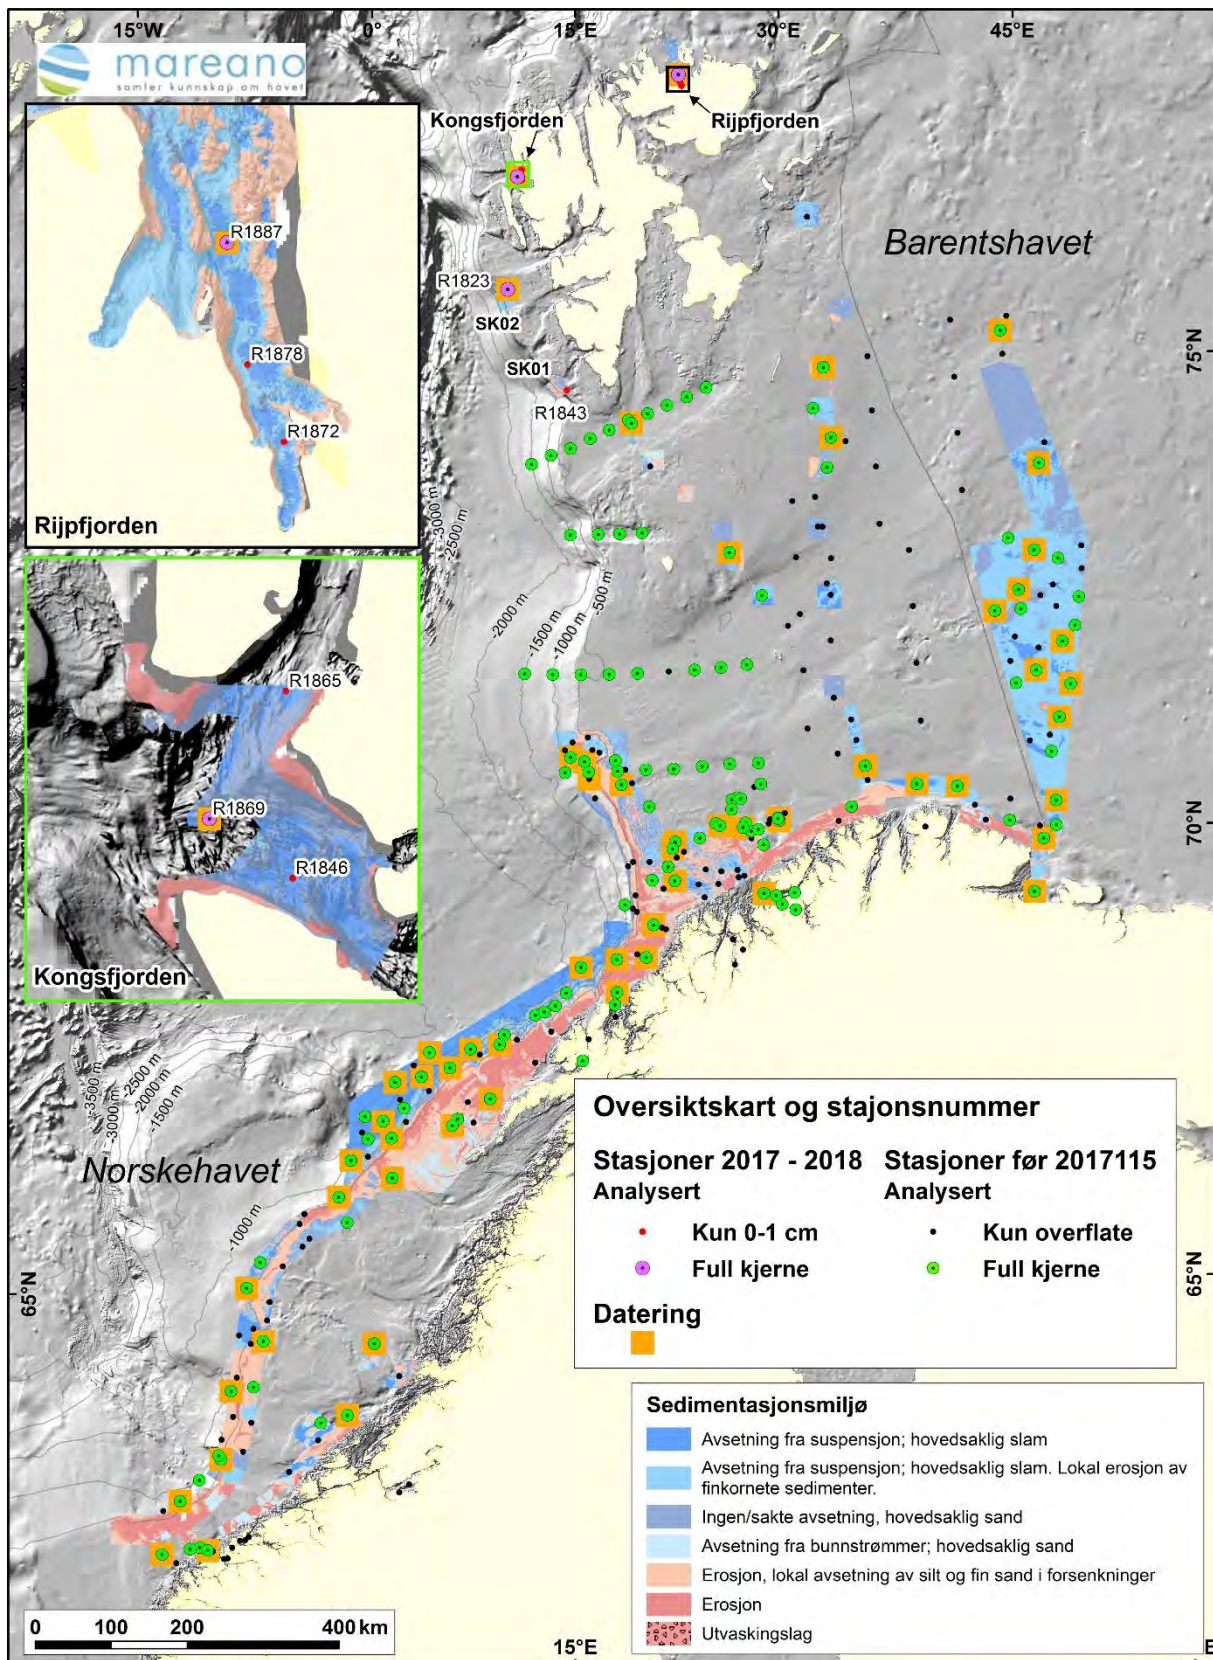 15°W
0°
15°E
30°E
45°E
mareano
samler kunnskap om havet
Kongsfjorden
Rijpfjorden
R1887
R1878
R1872
Rijpfjorden
Barentshavet
R1823
SK02
SK01
R1843
75°N
-3000 m
-2500 m
-2000 m
-1500 m
-1000 m
-500 m
R1865
R1869
R1846
Kongsfjorden
70°N
-3500 m
-3000 m
-2500 m
-2000 m
-1500 m
Norskehavet
-1000 m
65°N
65°N
Oversiktskart og stajonsnummer
Stasjoner 2017 - 2018
Analysert
Kun 0-1 cm
Full kjerne
Stasjoner før 2017115
Analysert
Kun overflate
Full kjerne
Datering
Sedimentasjonsmiljø
Avsetning fra suspensjon; hovedsaklig slam
Avsetning fra suspensjon; hovedsaklig slam. Lokal erosjon av
finkornete sedimenter.
Ingen/sakte avsetning, hovedsaklig sand
Avsetning fra bunnstrømmer; hovedsaklig sand
Erosjon, lokal avsetning av silt og fin sand i forsenkninger
Erosjon
Utvaskingslag
0 100 200 400 km
15°E